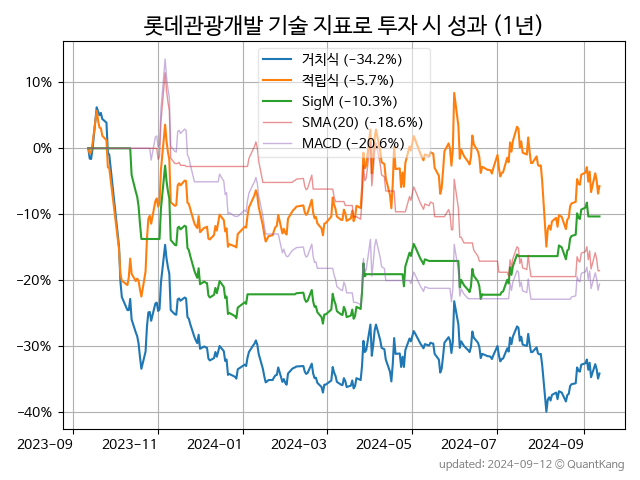 롯데관광개발 기술 지표로 투자 시 성과 (1년)
거치식 (−34.2%)
적립식 (−5.7%)
SigM (−10.3%)
SMA(20) (−18.6%)
MACD (−20.6%)
10%
0%
−10%
−20%
−30%
−40%
2023-09
2023-11
2024-01
2024-03
2024-05
2024-07
2024-09
updated: 2024-09-12 © QuantKang